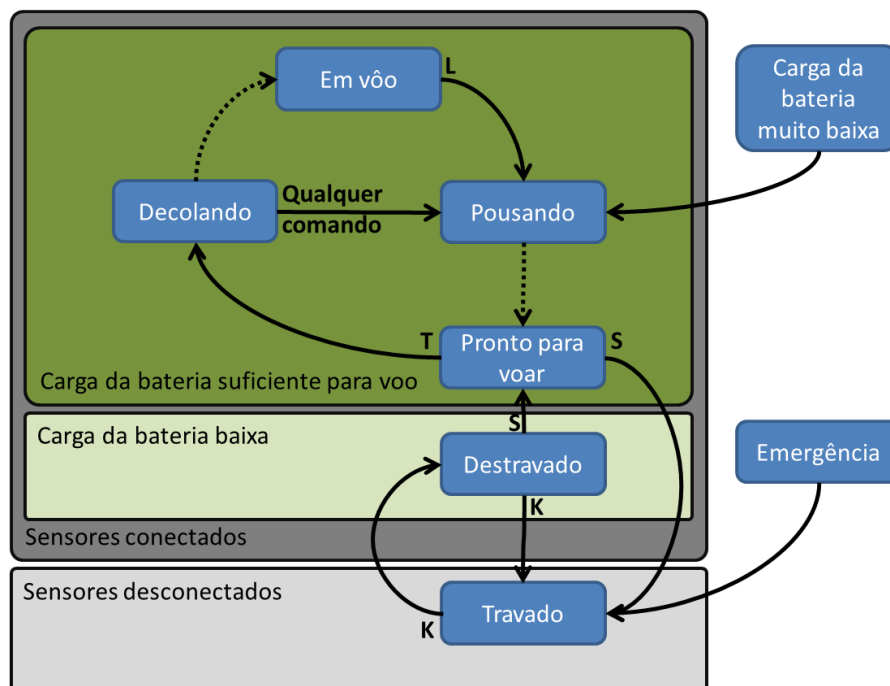 Em vôo
L
Carga da
bateria
muito baixa
Decolando
Qualquer
comando
Pousando
T
Pronto para
voar
S
Carga da bateria suficiente para voo
Carga da bateria baixa
S
Destravado
K
Emergência
Sensores conectados
Sensores desconectados
Travado
K